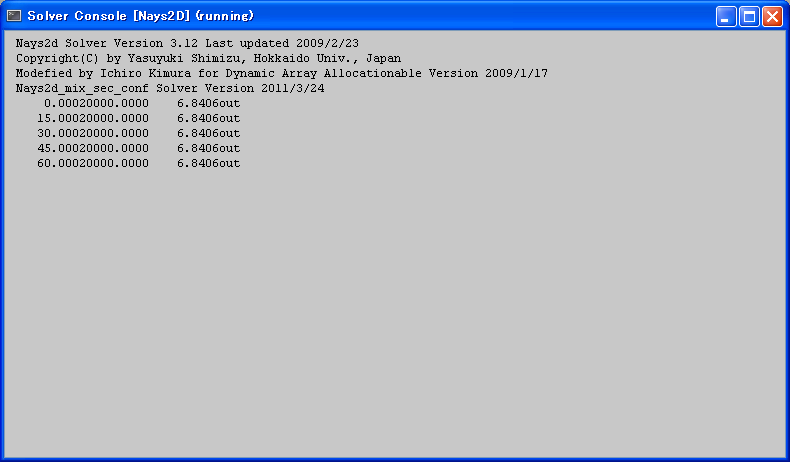 Solver Console [Nays2D] (running)
Nays2d Solver Version 3.12 Last updated 2009/2/23
Copyright(C) by Yasuyuki Shimizu, Hokkaido Univ., Japan
Modefied by Ichiro Kimura for Dynamic Array Allocationable Version 2009/1/17
Nays2d_mix_sec_conf Solver Version 2011/3/24
0.00020000.0000    6.8406out
15.00020000.0000    6.8406out
30.00020000.0000    6.8406out
45.00020000.0000    6.8406out
60.00020000.0000    6.8406out